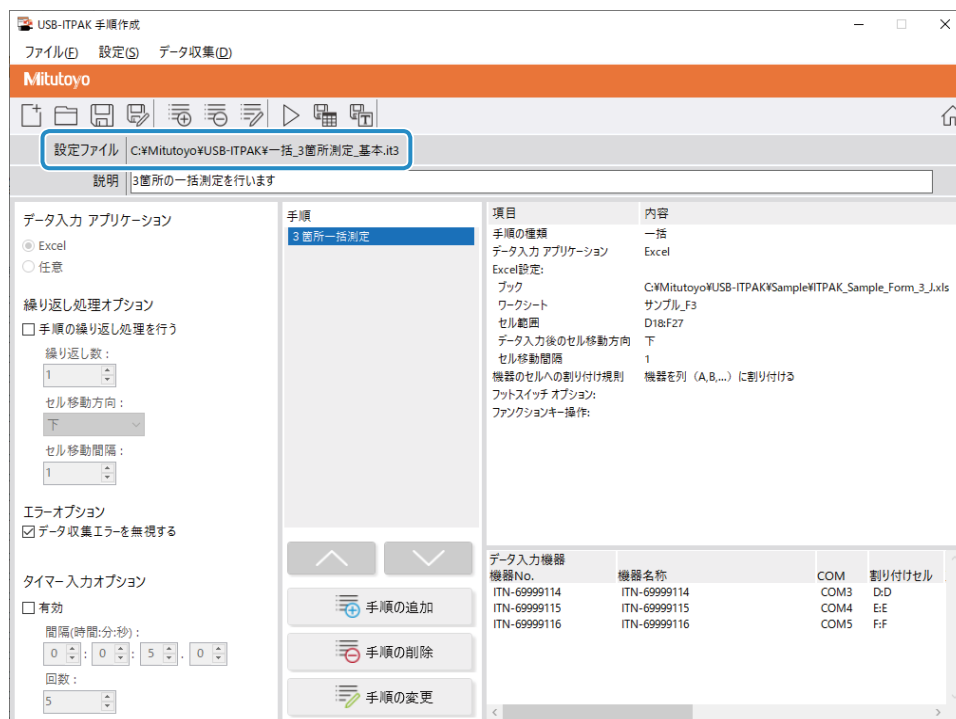 USB-ITPAK 手順作成
ファイル(F) 設定(S) データ収集(D)
Mitutoyo
設定ファイル C:¥Mitutoyo¥USB-ITPAK¥一括_3箇所測定_基本.it3
説明 3箇所の一括測定を行います
データ入力 アプリケーション
Excel
任意
繰り返し処理オプション
手順の繰り返し処理を行う
繰り返し数 :
1
セル移動方向 :
下
セル移動間隔 :
1
エラーオプション
データ収集エラーを無視する
タイマー入力オプション
有効
間隔(時間:分:秒) :
0 : 0 : 5 . 0
回数 :
5
手順
3 箇所一括測定
手順の追加
手順の削除
手順の変更
項目 内容
手順の種類 一括
データ入力 アプリケーション Excel
Excel設定:
ブック C:¥Mitutoyo¥USB-ITPAK¥Sample¥ITPAK_Sample_Form_3_J.xls
ワークシート サンプル_F3
セル範囲 D18:F27
データ入力後のセル移動方向 下
セル移動間隔 1
機器のセルへの割り付け規則 機器を列（A,B,...）に割り付ける
フットスイッチ オプション:
ファンクションキー操作:
データ入力機器
機器No. 機器名称 COM 割り付けセル
ITN-69999114 ITN-69999114 COM3 D:D
ITN-69999115 ITN-69999115 COM4 E:E
ITN-69999116 ITN-69999116 COM5 F:F